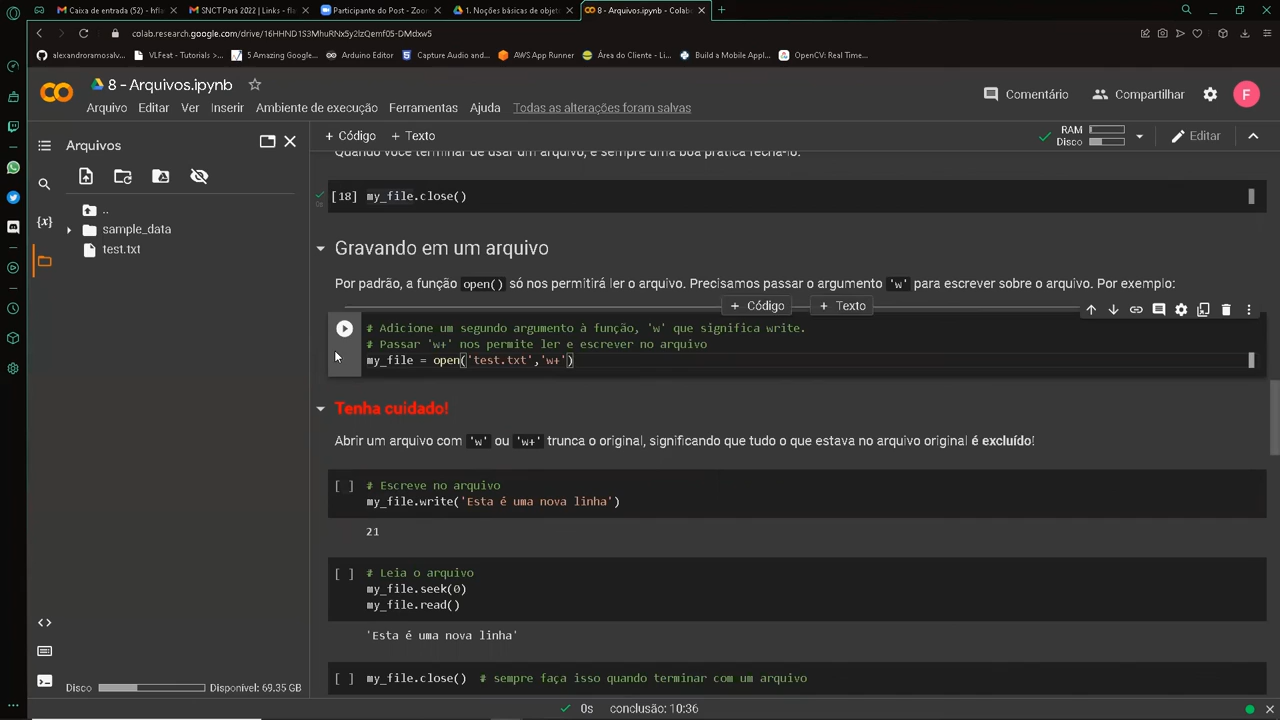 Caixa de entrada (52) - hfl
SNCT Pará 2022 | Links - fla
Participante do Post - Zoom
1. Noções básicas de objet
8 - Arquivos.ipynb - Colab
colab.research.google.com/drive/16HHND1S3MhuRNx5y2lzQemf05-DMdxw5
alexandroramosalv...
VLFeat - Tutorials >...
5 Amazing Google...
Arduino Editor
Capture Audio and...
AWS App Runner
Área do Cliente - L...
Build a Mobile Appl...
OpenCV: Real Time...
8 - Arquivos.ipynb
Comentário
Compartilhar
F
Arquivo Editar Ver Inserir Ambiente de execução Ferramentas Ajuda Todas as alterações foram salvas
Arquivos
+ Código + Texto
RAM
Disco
Editar
{x}
..
sample_data
test.txt
Quando você terminar de usar um arquivo, é sempre uma boa prática fechá-lo.
[18] my_file.close()
0s
Gravando em um arquivo
Por padrão, a função open() só nos permitirá ler o arquivo. Precisamos passar o argumento 'w' para escrever sobre o arquivo. Por exemplo:
+ Código + Texto
# Adicione um segundo argumento à função, 'w' que significa write.
# Passar 'w+' nos permite ler e escrever no arquivo
my_file = open('test.txt','w+')
Tenha cuidado!
Abrir um arquivo com 'w' ou 'w+' trunca o original, significando que tudo o que estava no arquivo original é excluído!
[ ] # Escreve no arquivo
my_file.write('Esta é uma nova linha')
21
[ ] # Leia o arquivo
my_file.seek(0)
my_file.read()
'Esta é uma nova linha'
[ ] my_file.close() # sempre faça isso quando terminar com um arquivo
Disco Disponível: 69.35 GB
0s conclusão: 10:36